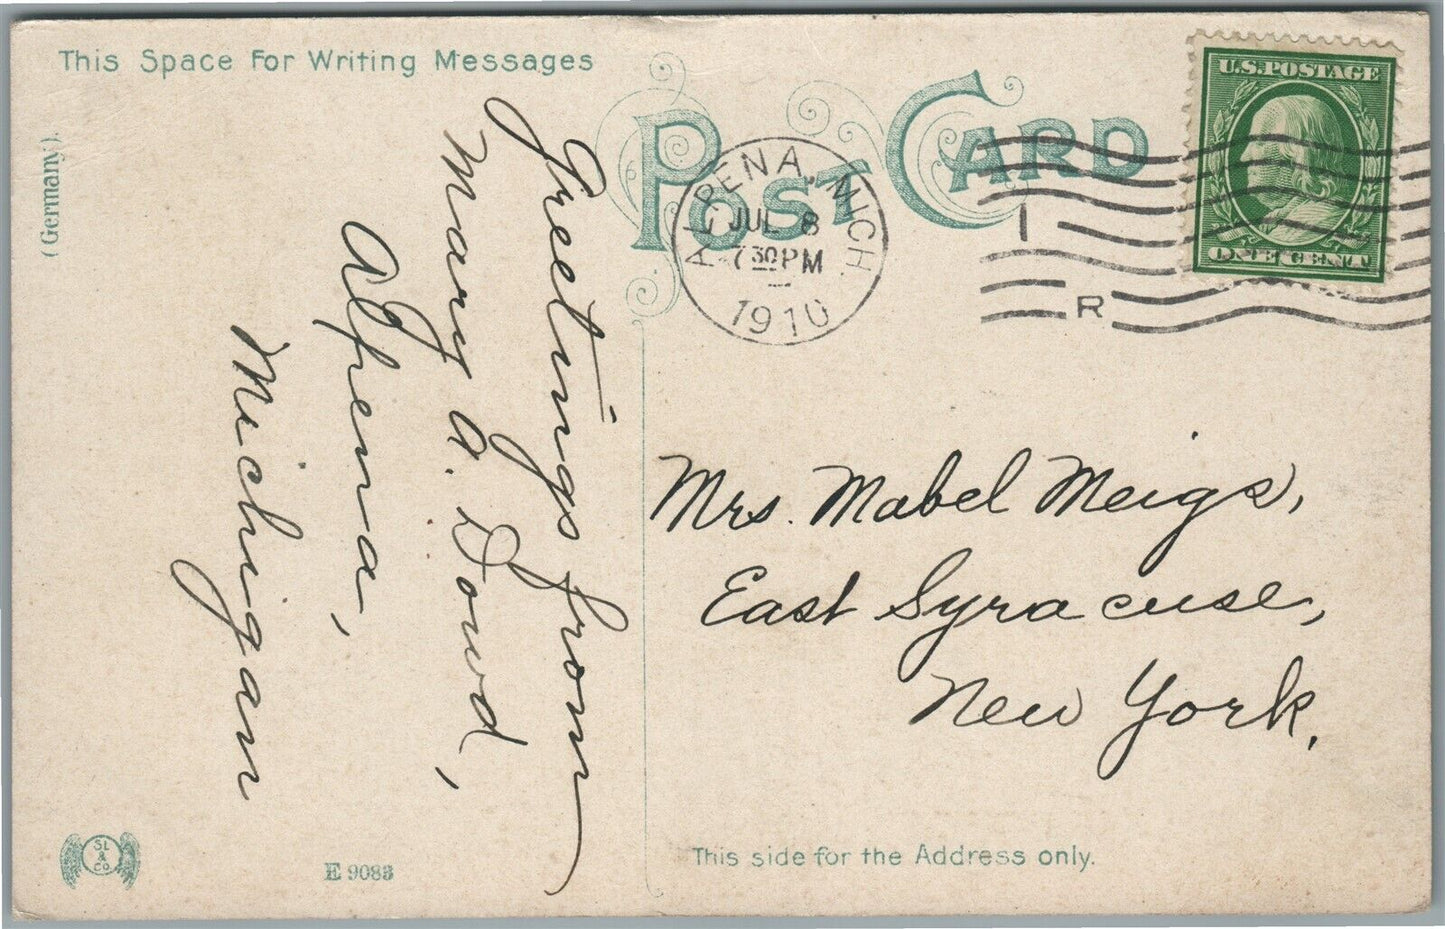 This Space For Writing Messages
(Germany).
POST CARD
ALPENA, MICH.
JUL 8
7 30 PM
1910
R
U.S. POSTAGE
ONE CENT
Greetings from
Mary A. Dowd,
Alpena,
Michigan
Mrs. Mabel Meigs,
East Syracuse,
New York.
SL
&
Co
E 9083
This side for the Address only.